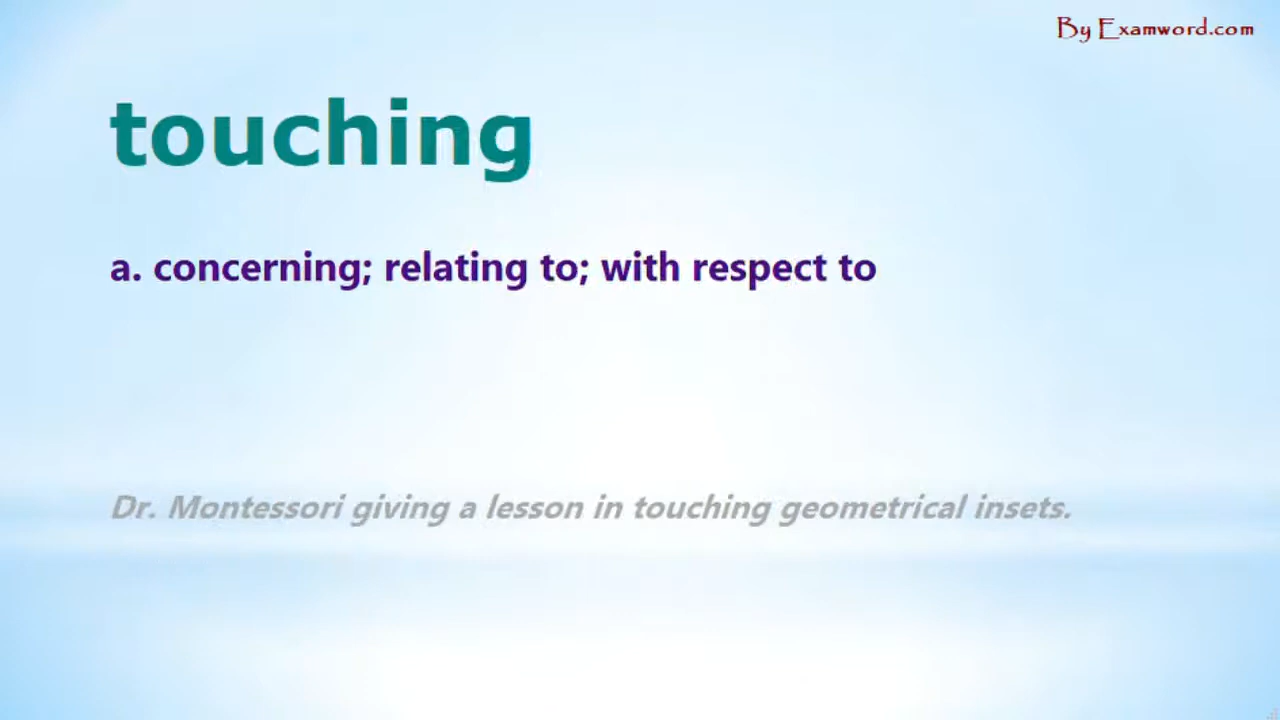 By Examword.com
touching
a. concerning; relating to; with respect to
Dr. Montessori giving a lesson in touching geometrical insets.